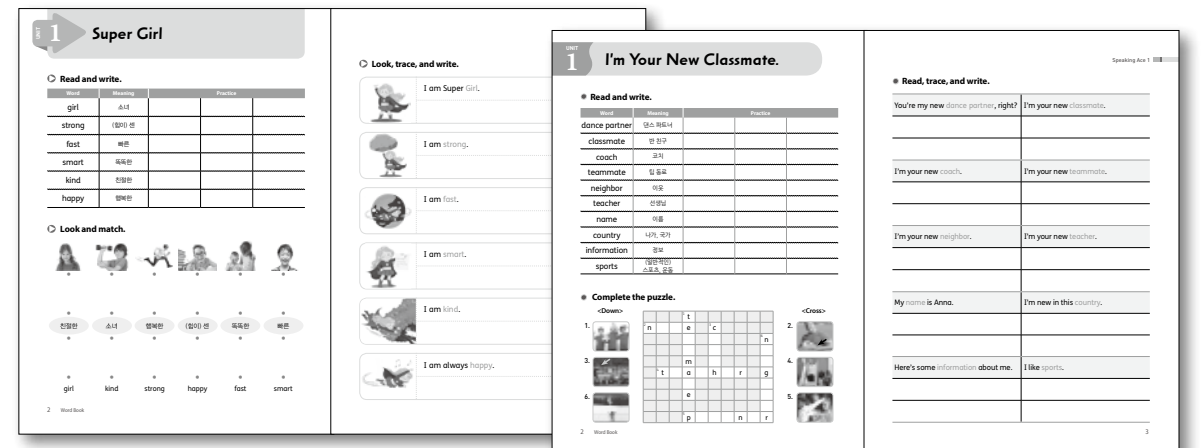 UNIT 1 Super Girl
Read and write.
Word Meaning Practice
girl 소녀
strong (힘이) 센
fast 빠른
smart 똑똑한
kind 친절한
happy 행복한
Look and match.
친절한 소녀 행복한 (힘이) 센 똑똑한 빠른
girl kind strong happy fast smart
2 Word Book
Look, trace, and write.
I am Super Girl.
I am strong.
I am fast.
I am smart.
I am kind.
I am always happy.
UNIT 1 I'm Your New Classmate.
Read and write.
Word Meaning Practice
dance partner 댄스 파트너
classmate 반 친구
coach 코치
teammate 팀 동료
neighbor 이웃
teacher 선생님
name 이름
country 나라, 국가
information 정보
sports (일반적인) 스포츠, 운동
Complete the puzzle.
<Down> <Cross>
1. 2.
3. 4.
6. 5.
t
n e c
n
m
t a h r g
e
p n r
2 Word Book
Speaking Ace 1
Read, trace, and write.
You're my new dance partner, right? I'm your new classmate.
I'm your new coach. I'm your new teammate.
I'm your new neighbor. I'm your new teacher.
My name is Anna. I'm new in this country.
Here's some information about me. I like sports.
3